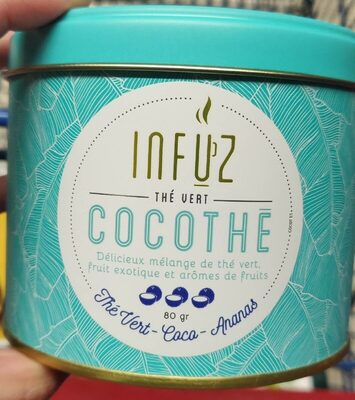 INFU'Z
THÉ VERT
COCOTHÉ
Délicieux mélange de thé vert,
fruit exotique et arômes de fruits
Thé Vert - Coco - Ananas
80 gr